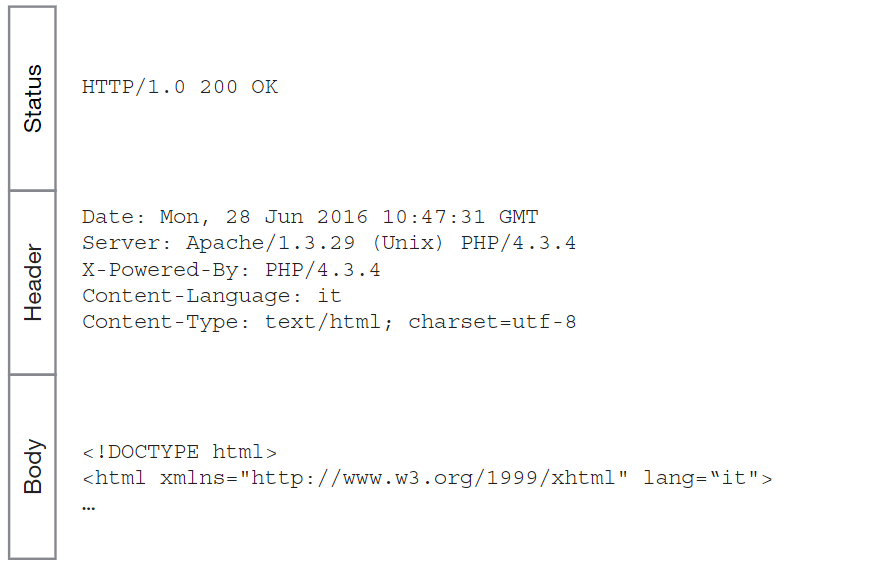 Status
HTTP/1.0 200 OK
Header
Date: Mon, 28 Jun 2016 10:47:31 GMT
Server: Apache/1.3.29 (Unix) PHP/4.3.4
X-Powered-By: PHP/4.3.4
Content-Language: it
Content-Type: text/html; charset=utf-8
Body
<!DOCTYPE html>
<html xmlns="http://www.w3.org/1999/xhtml" lang=“it">
…